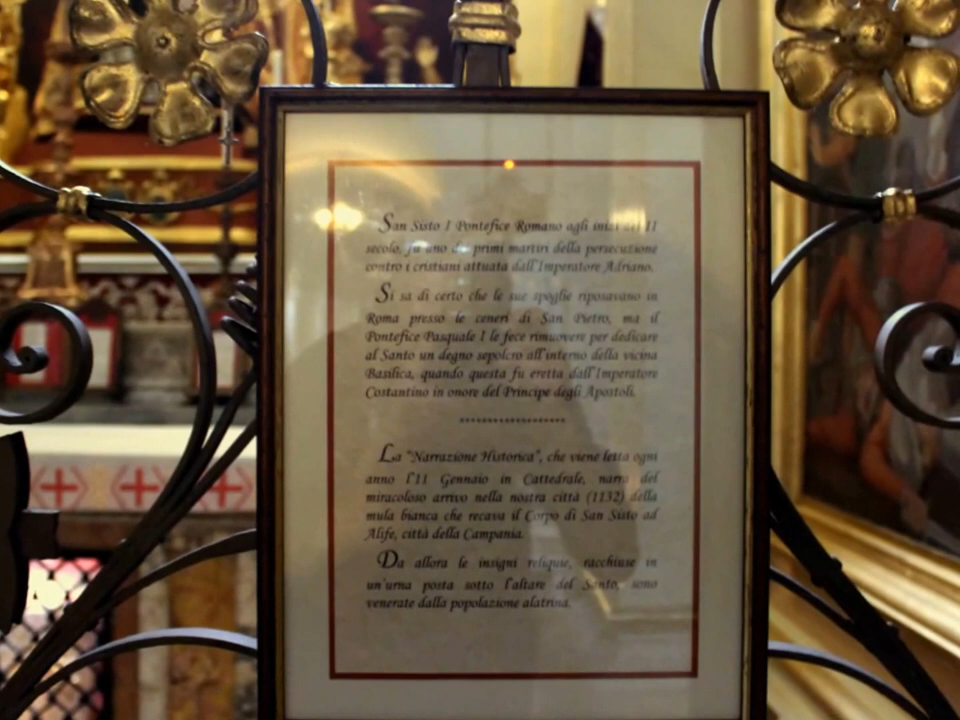 San Sisto I Pontefice Romano agli inizi del II
secolo, fu uno dei primi martiri della persecuzione
contro i cristiani attuata dall'Imperatore Adriano.
Si sa di certo che le sue spoglie riposavano in
Roma presso le ceneri di San Pietro, ma il
Pontefice Pasquale I le fece rimuovere per dedicare
al Santo un degno sepolcro all'interno della vicina
Basilica, quando questa fu eretta dall'Imperatore
Costantino in onore del Principe degli Apostoli.
*******************
La "Narrazione Historica", che viene letta ogni
anno l'11 Gennaio in Cattedrale, narra del
miracoloso arrivo nella nostra città (1132) della
mula bianca che recava il Corpo di San Sisto ad
Alife, città della Campania.
Da allora le insigni reliquie, racchiuse in
un'urna posta sotto l'altare del Santo, sono
venerate dalla popolazione alatrina.